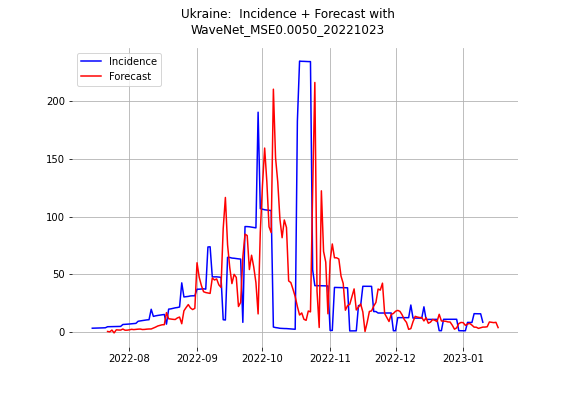 Ukraine:  Incidence + Forecast with
WaveNet_MSE0.0050_20221023
Incidence
Forecast
200
150
100
50
0
2022-08 2022-09 2022-10 2022-11 2022-12 2023-01